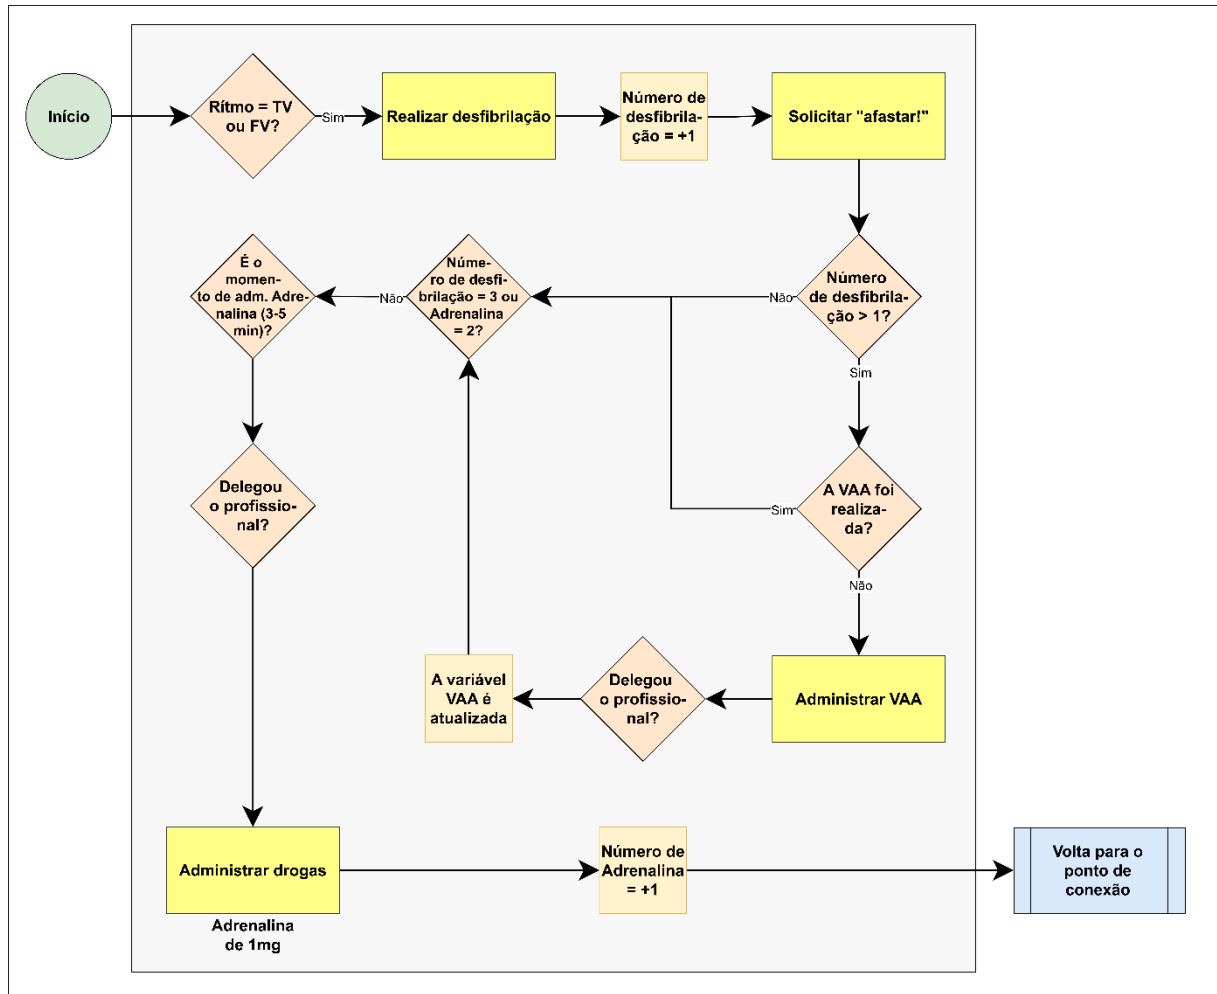 Início
Rítmo = TV
ou FV?
Sim
Realizar desfibrilação
Número de
desfibrila-
ção = +1
Solicitar "afastar!"
É o
momen-
to de adm. Adre-
nalina (3-5
min)?
Não
Núme-
ro de desfi-
brilação = 3 ou
Adrenalina
= 2?
Não
Número
de desfibrila-
ção > 1?
Sim
Delegou
o profissio-
nal?
Sim
A VAA foi
realiza-
da?
Não
A variável
VAA é
atualizada
Delegou
o profissio-
nal?
Administrar VAA
Administrar drogas
Adrenalina
de 1mg
Número de
Adrenalina
= +1
Volta para o
ponto de
conexão